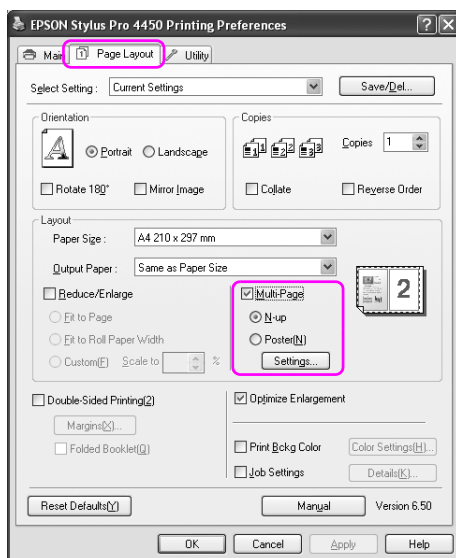 EPSON Stylus Pro 4450 Printing Preferences
Main Page Layout Utility
Select Setting : Current Settings Save/Del...
Orientation Copies
Portrait Landscape Copies 1
Rotate 180° Mirror Image Collate Reverse Order
Layout
Paper Size : A4 210 x 297 mm
Output Paper : Same as Paper Size
Reduce/Enlarge Multi-Page 2
Fit to Page N-up
Fit to Roll Paper Width Poster(N)
Custom(F) Scale to % Settings...
Double-Sided Printing(2) Optimize Enlargement
Margins(X)...
Folded Booklet(Q) Print Bckg Color Color Settings(H)...
Job Settings Details(K)...
Reset Defaults(Y) Manual Version 6.50
OK Cancel Apply Help